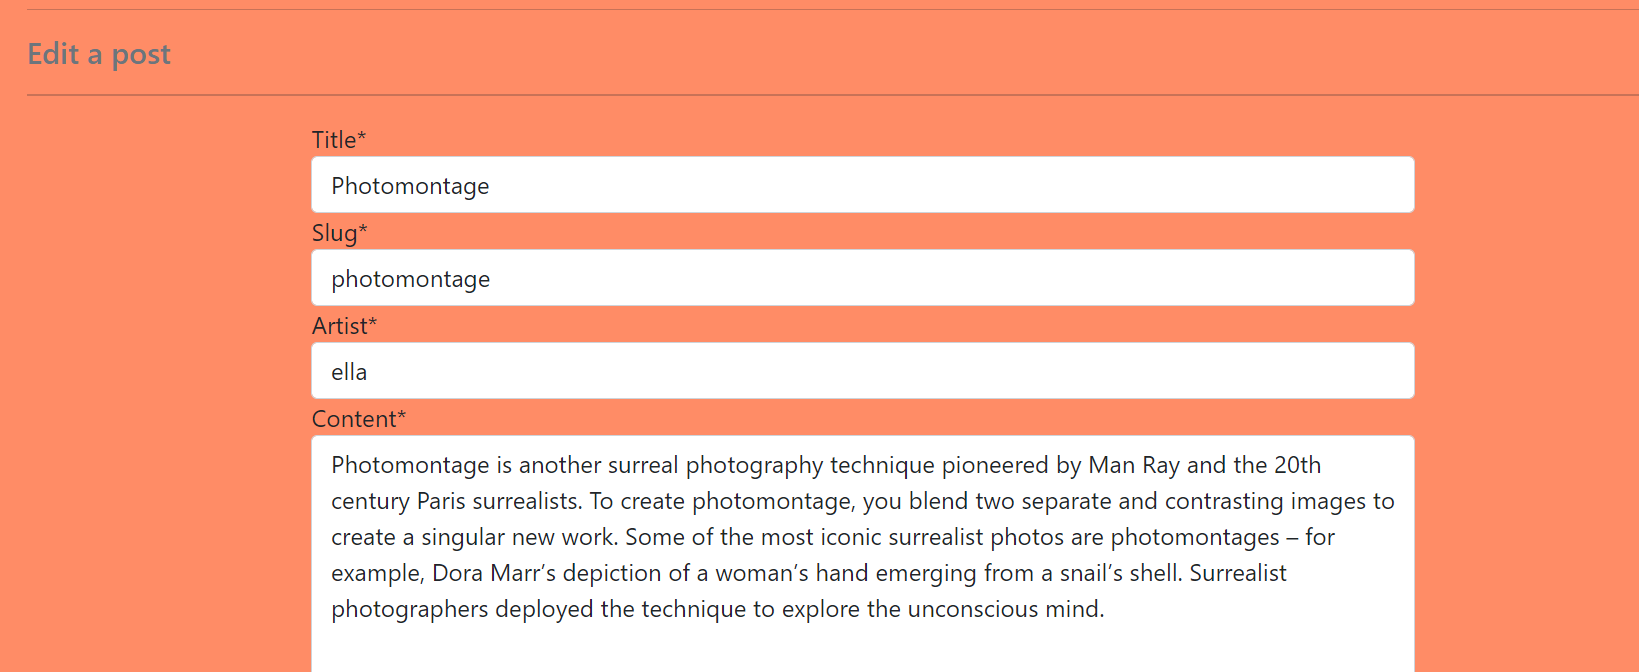 Edit a post
Title*
Photomontage
Slug*
photomontage
Artist*
ella
Content*
Photomontage is another surreal photography technique pioneered by Man Ray and the 20th
century Paris surrealists. To create photomontage, you blend two separate and contrasting images to
create a singular new work. Some of the most iconic surrealist photos are photomontages – for
example, Dora Marr’s depiction of a woman’s hand emerging from a snail’s shell. Surrealist
photographers deployed the technique to explore the unconscious mind.